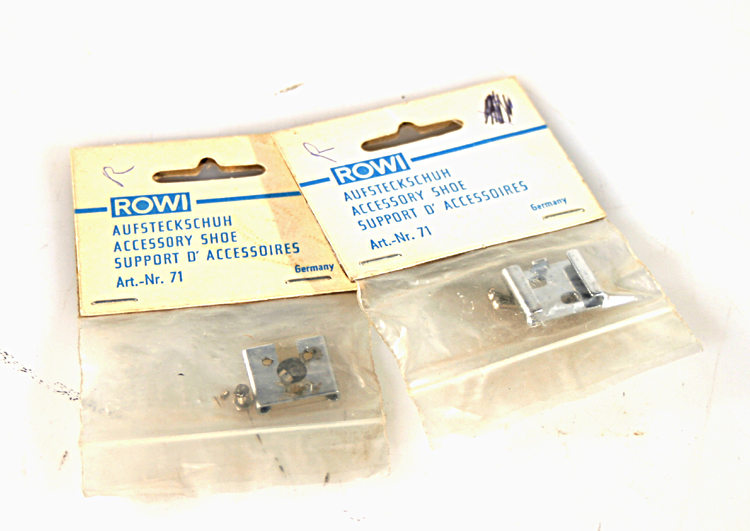 ROWI
AUFSTECKSCHUH
ACCESSORY SHOE
SUPPORT D' ACCESSOIRES
Art.-Nr. 71
Germany
ROWI
AUFSTECKSCHUH
ACCESSORY SHOE
SUPPORT D' ACCESSOIRES
Art.-Nr. 71
Germany